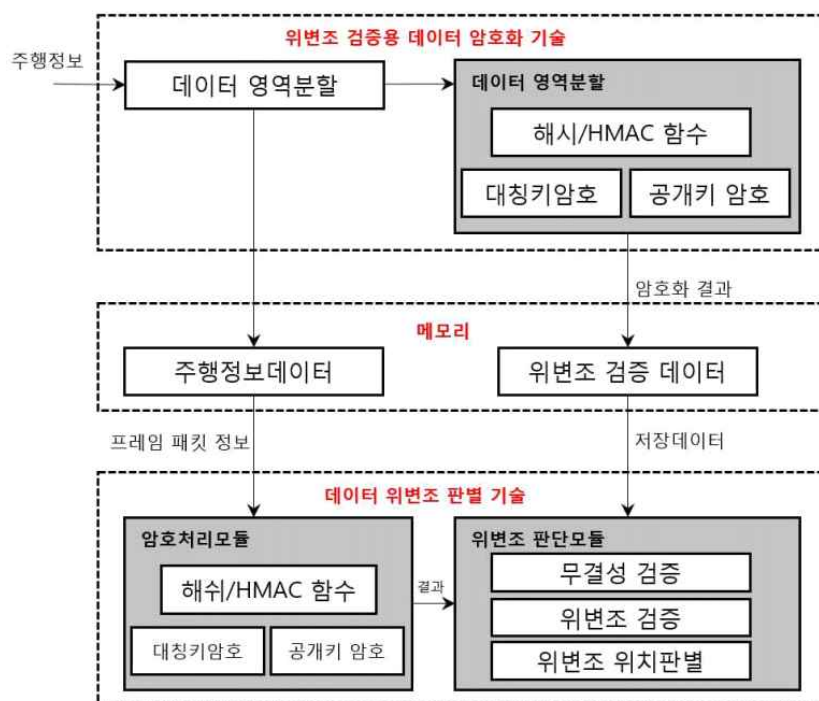 위변조 검증용 데이터 암호화 기술
주행정보
데이터 영역분할
데이터 영역분할
해시/HMAC 함수
대칭키암호
공개키 암호
암호화 결과
메모리
주행정보데이터
위변조 검증 데이터
프레임 패킷 정보
저장데이터
데이터 위변조 판별 기술
암호처리모듈
해쉬/HMAC 함수
대칭키암호
공개키 암호
결과
위변조 판단모듈
무결성 검증
위변조 검증
위변조 위치판별